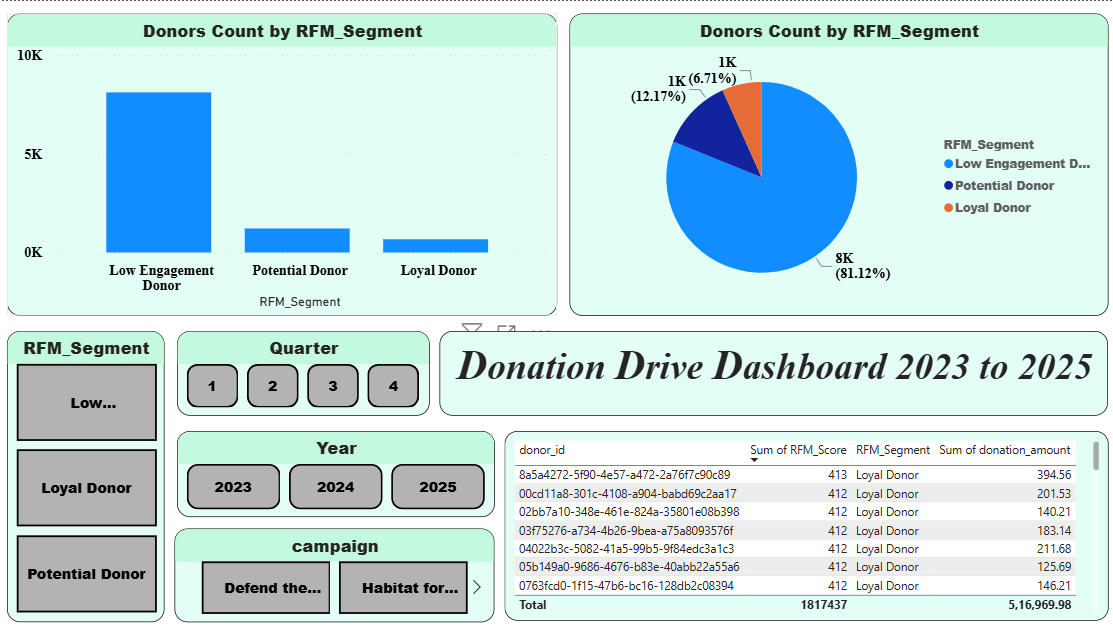 Donors Count by RFM_Segment
10K
5K
0K
Low Engagement
Donor
Potential Donor
Loyal Donor
RFM_Segment
Donors Count by RFM_Segment
1K
(6.71%)
1K
(12.17%)
8K
(81.12%)
RFM_Segment
Low Engagement D...
Potential Donor
Loyal Donor
RFM_Segment
Low...
Loyal Donor
Potential Donor
Quarter
1 2 3 4
Year
2023 2024 2025
campaign
Defend the... Habitat for...
Donation Drive Dashboard 2023 to 2025
donor_id Sum of RFM_Score RFM_Segment Sum of donation_amount
8a5a4272-5f90-4e57-a472-2a76f7c90c89 413 Loyal Donor 394.56
00cd11a8-301c-4108-a904-babd69c2aa17 412 Loyal Donor 201.53
02bb7a10-348e-461e-824a-35801e08b398 412 Loyal Donor 140.21
03f75276-a734-4b26-9bea-a75a8093576f 412 Loyal Donor 183.14
04022b3c-5082-41a5-99b5-9f84edc3a1c3 412 Loyal Donor 211.68
05b149a0-9686-4676-b83e-40abb22a55a6 412 Loyal Donor 125.69
0763fcd0-1f15-47b6-bc16-128db2c08394 412 Loyal Donor 146.21
Total 1817437 5,16,969.98